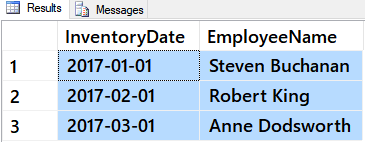 Results Messages
InventoryDate EmployeeName
1 2017-01-01 Steven Buchanan
2 2017-02-01 Robert King
3 2017-03-01 Anne Dodsworth